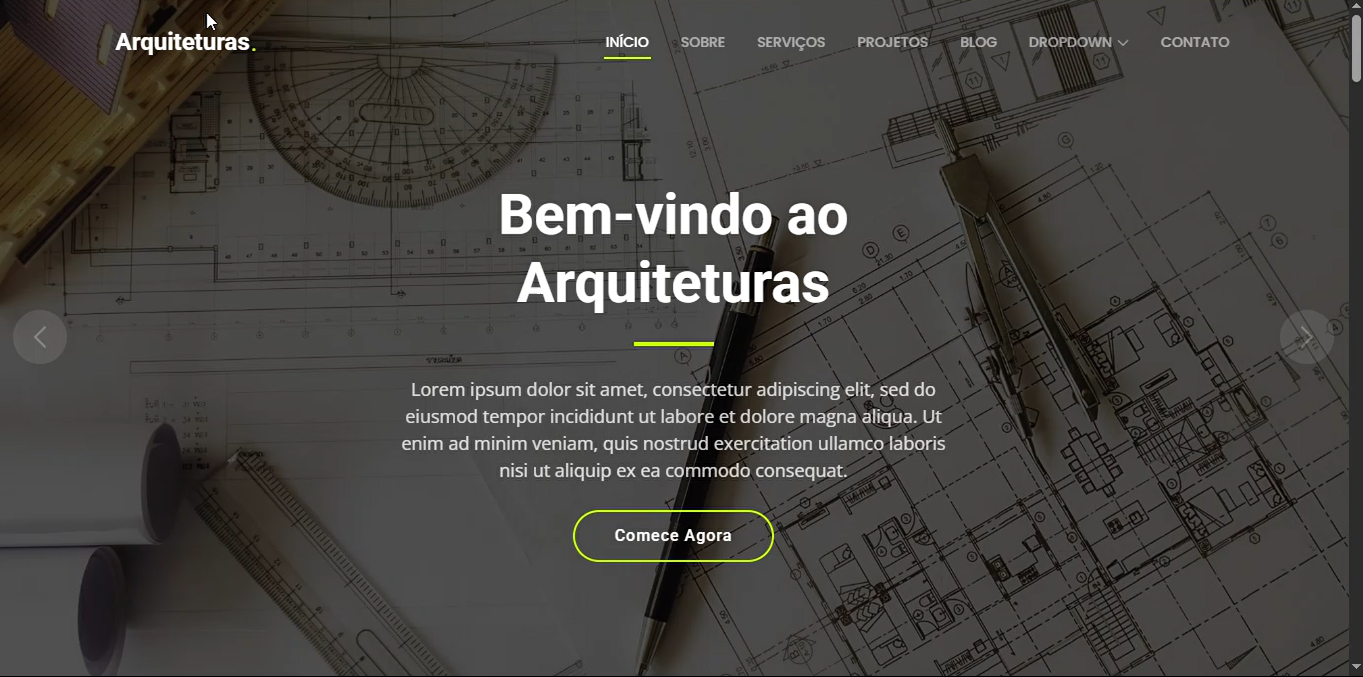 Arquiteturas.
INÍCIO SOBRE SERVIÇOS PROJETOS BLOG DROPDOWN CONTATO
Bem-vindo ao
Arquiteturas
Lorem ipsum dolor sit amet, consectetur adipiscing elit, sed do
eiusmod tempor incididunt ut labore et dolore magna aliqua. Ut
enim ad minim veniam, quis nostrud exercitation ullamco laboris
nisi ut aliquip ex ea commodo consequat.
Comece Agora